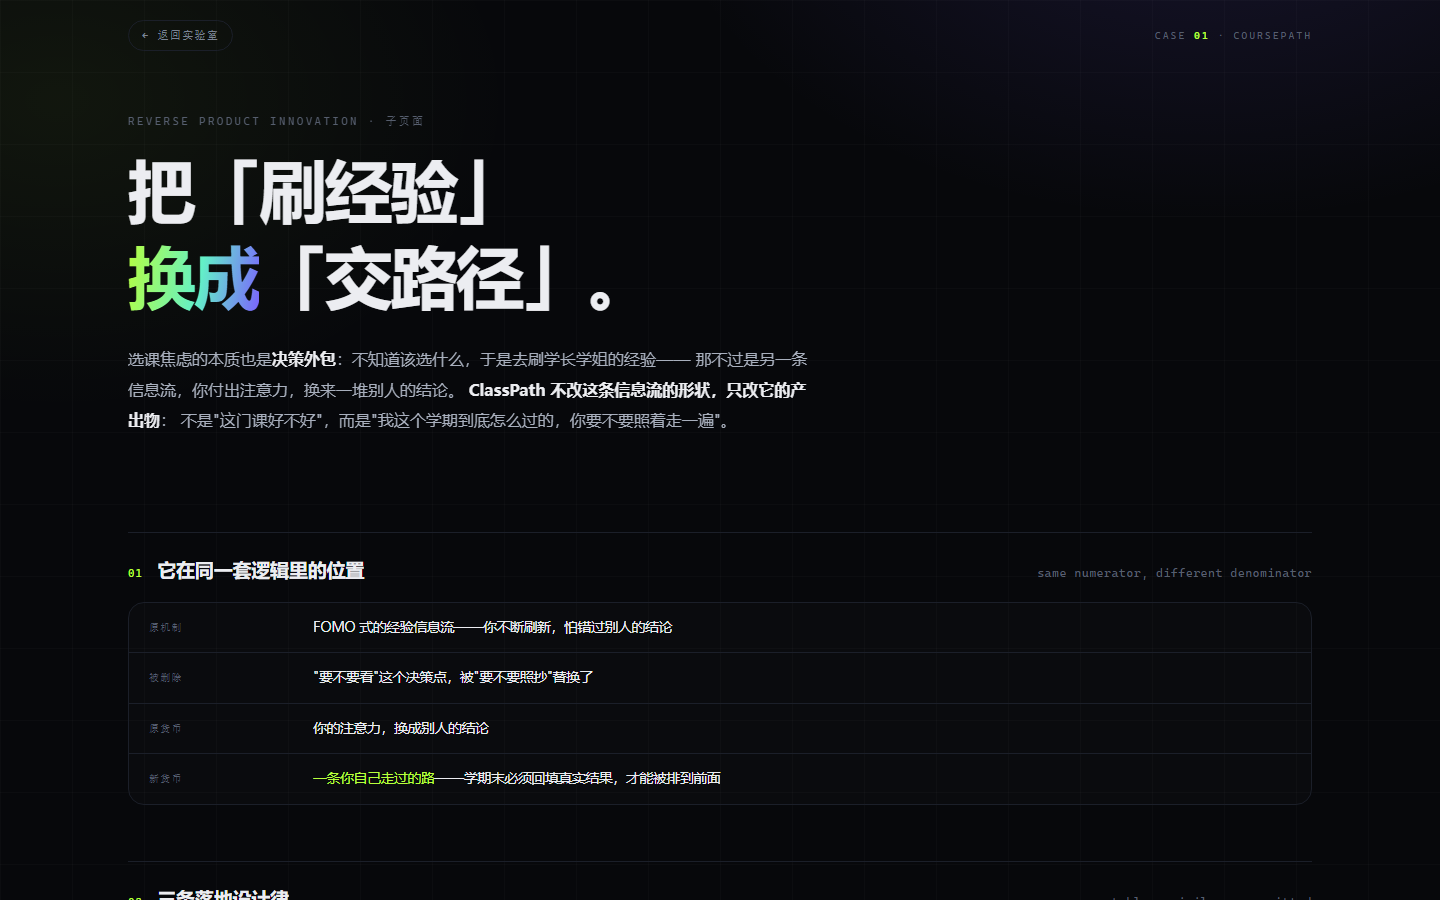 ← 返回实验室
CASE 01 · COURSEPATH
REVERSE PRODUCT INNOVATION · 子页面
把「刷经验」
换成「交路径」。
选课焦虑的本质也是决策外包：不知道该选什么，于是去刷学长学姐的经验—— 那不过是另一条
信息流，你付出注意力，换来一堆别人的结论。 ClassPath 不改这条信息流的形状，只改它的产
出物： 不是"这门课好不好"，而是"我这个学期到底怎么过的，你要不要照着走一遍"。
01 它在同一套逻辑里的位置
same numerator, different denominator
原机制
FOMO 式的经验信息流——你不断刷新，怕错过别人的结论
被删除
"要不要看"这个决策点，被"要不要照抄"替换了
原货币
你的注意力，换成别人的结论
新货币
一条你自己走过的路——学期末必须回填真实结果，才能被排到前面
三条落地设计律